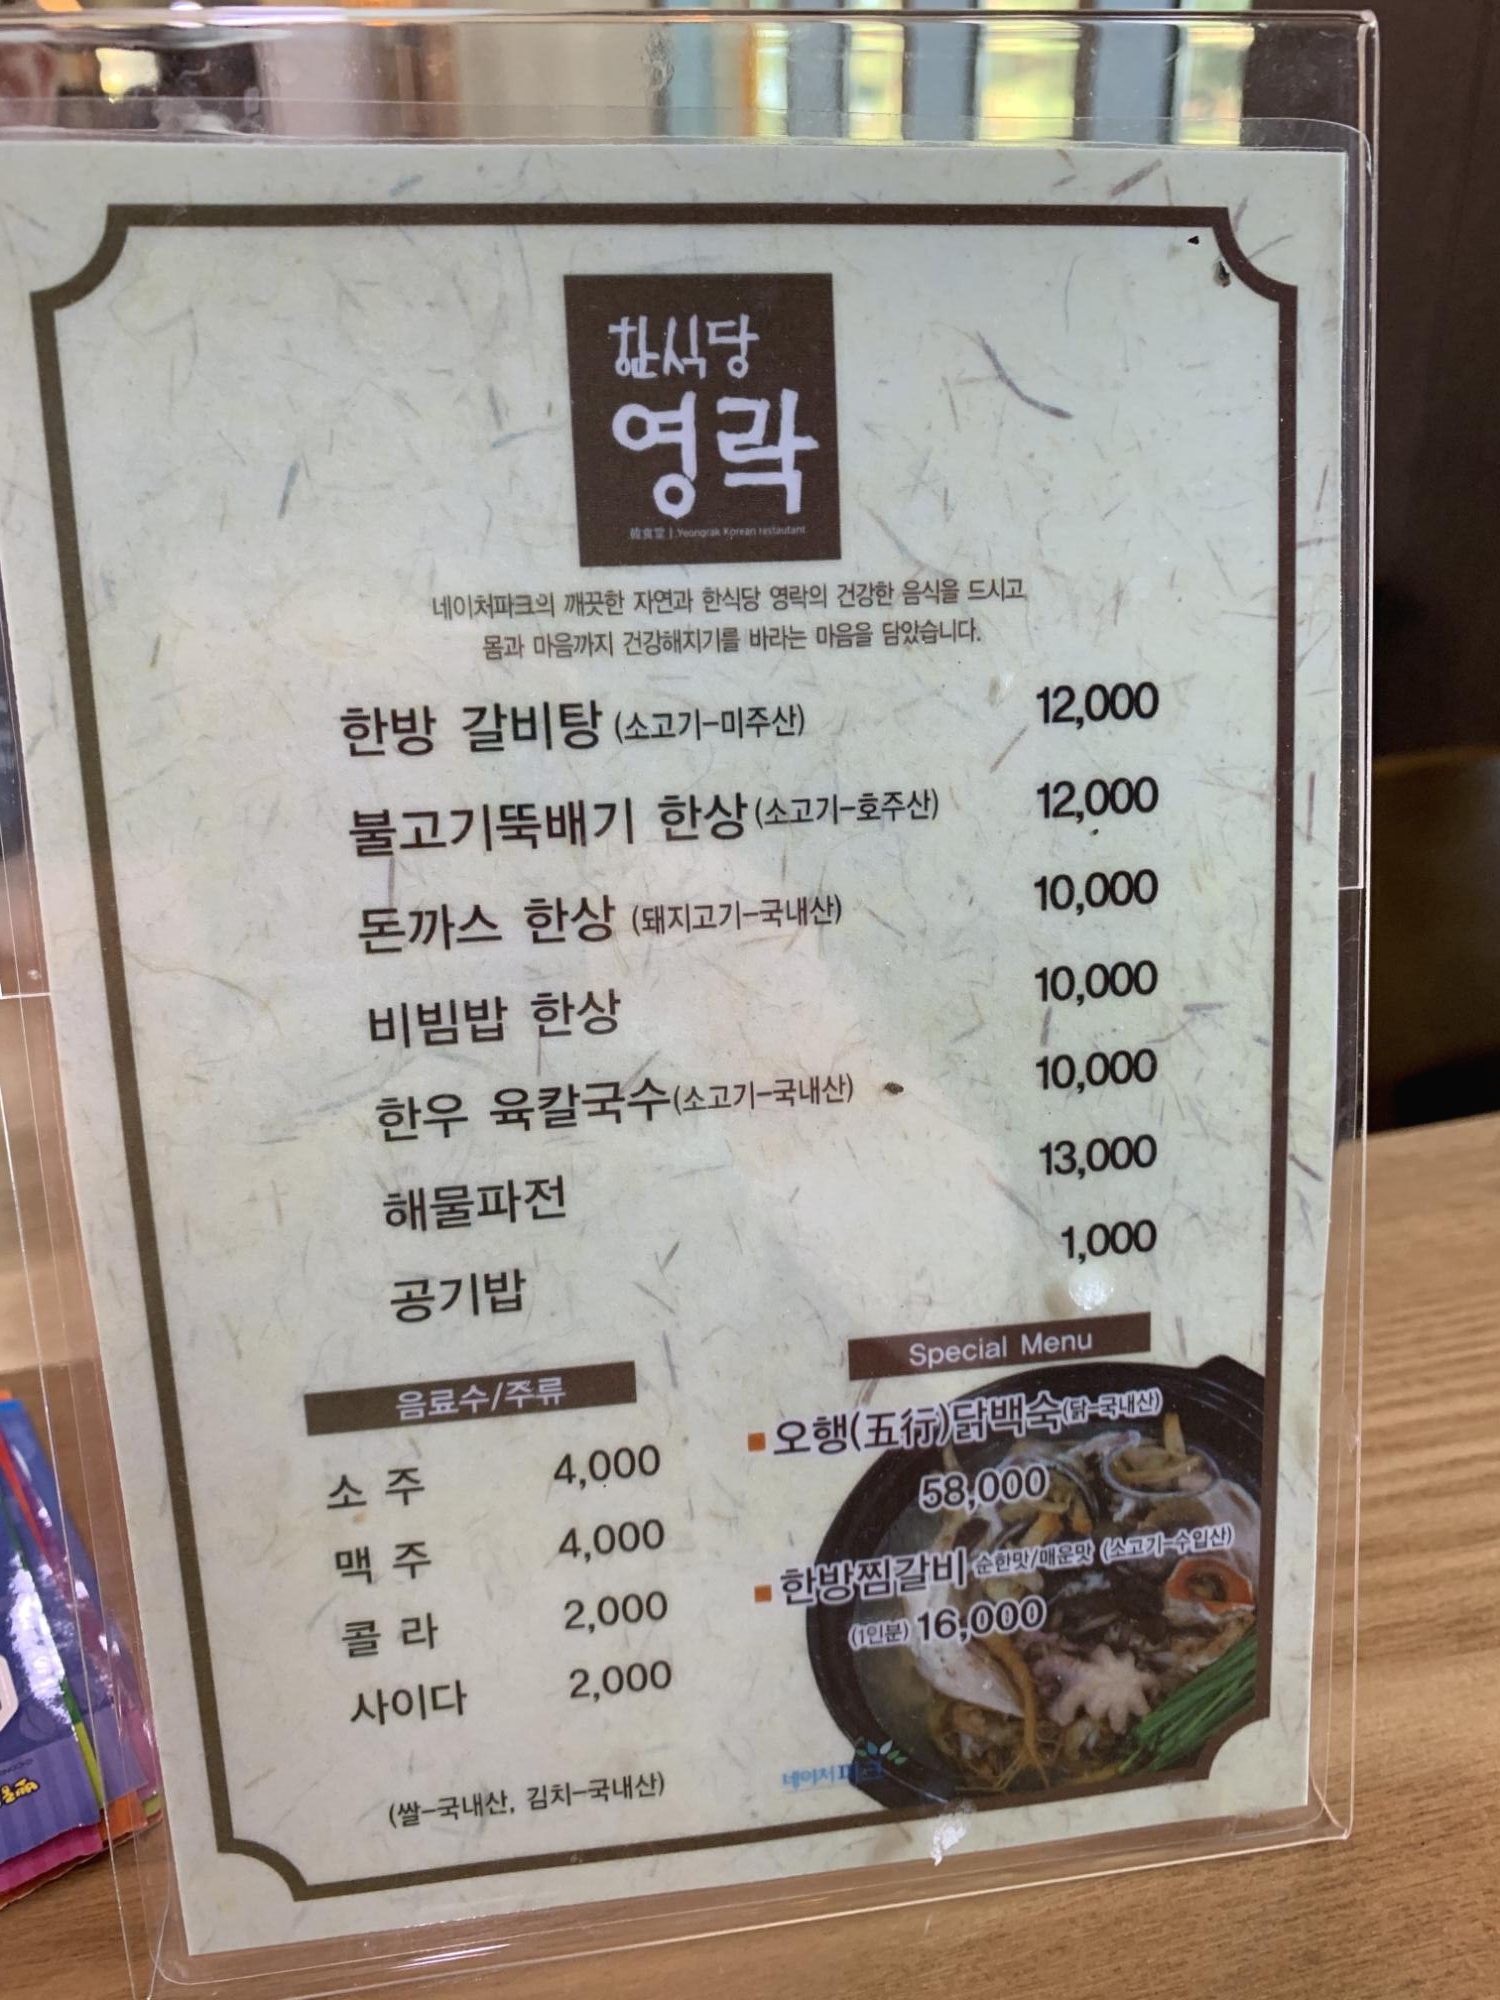 한식당
영락
韓食堂 | Yeongrak Korean restautant
네이처파크의 깨끗한 자연과 한식당 영락의 건강한 음식을 드시고
몸과 마음까지 건강해지기를 바라는 마음을 담았습니다.
한방 갈비탕 (소고기-미주산) 12,000
불고기뚝배기 한상 (소고기-호주산) 12,000
돈까스 한상 (돼지고기-국내산) 10,000
비빔밥 한상 10,000
한우 육칼국수(소고기-국내산) 10,000
해물파전 13,000
공기밥 1,000
음료수/주류
소 주 4,000
맥 주 4,000
콜 라 2,000
사이다 2,000
(쌀-국내산, 김치-국내산)
Special Menu
오행(五行)닭백숙(닭-국내산)
58,000
한방찜갈비 순한맛/매운맛 (소고기-수입산)
(1인분) 16,000
네이처파크